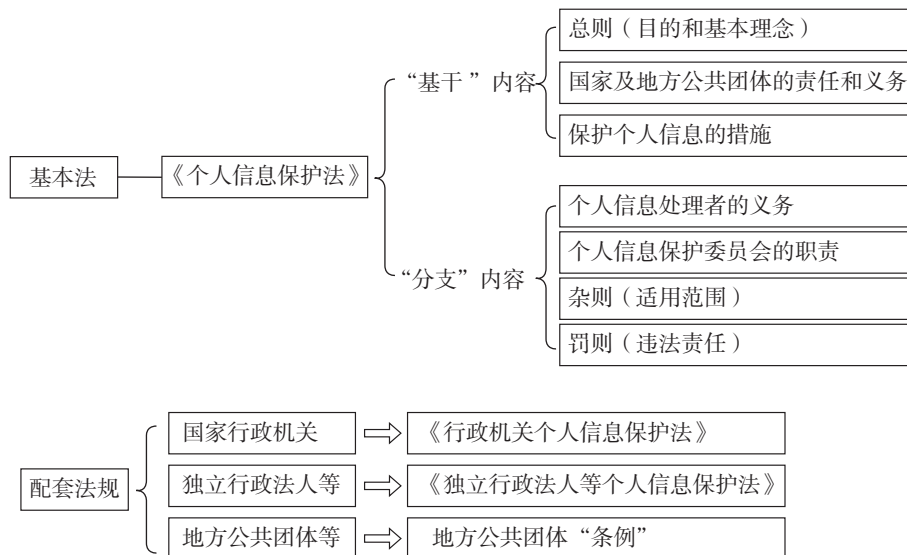 基本法
《个人信息保护法》
“基干”内容
总则（目的和基本理念）
国家及地方公共团体的责任和义务
保护个人信息的措施
“分支”内容
个人信息处理者的义务
个人信息保护委员会的职责
杂则（适用范围）
罚则（违法责任）
配套法规
国家行政机关
《行政机关个人信息保护法》
独立行政法人等
《独立行政法人等个人信息保护法》
地方公共团体等
地方公共团体“条例”